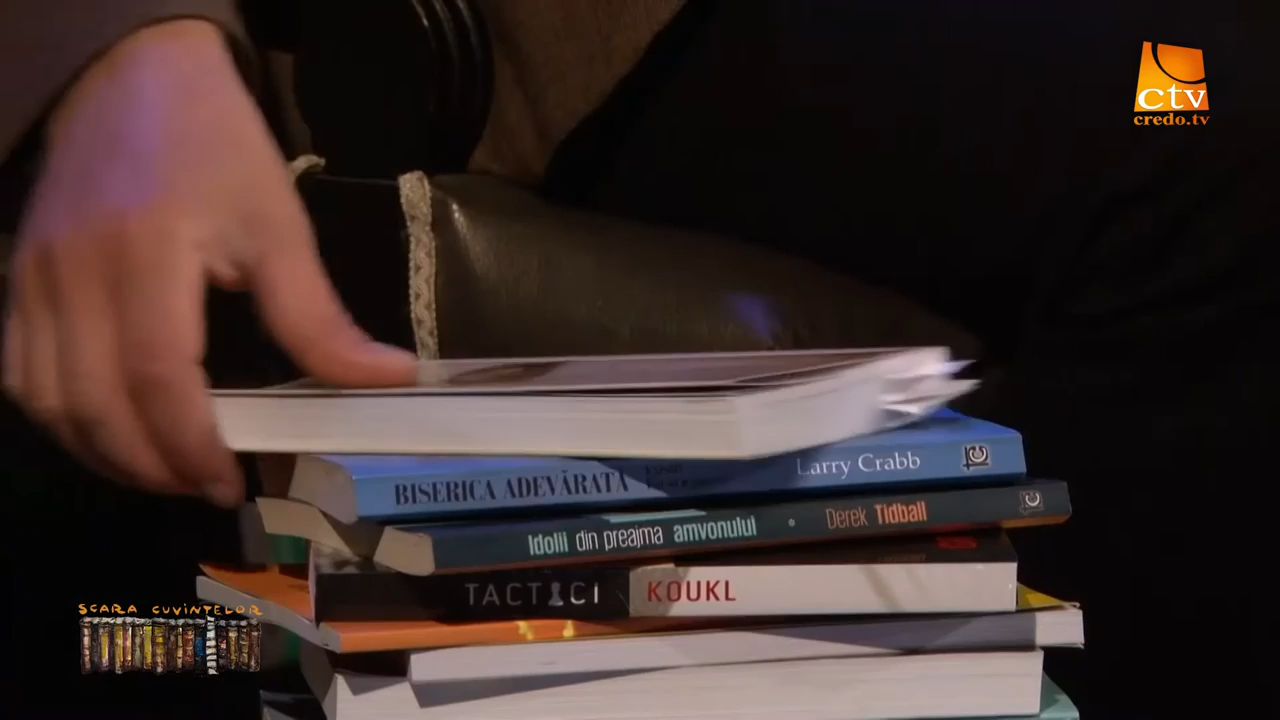 ctv
credo.tv
BISERICA ADEVĂRATĂ
Larry Crabb
Idolii din preajma amvonului • Derek Tidball
TACTICI KOUKL
SCARA CUVINTELOR